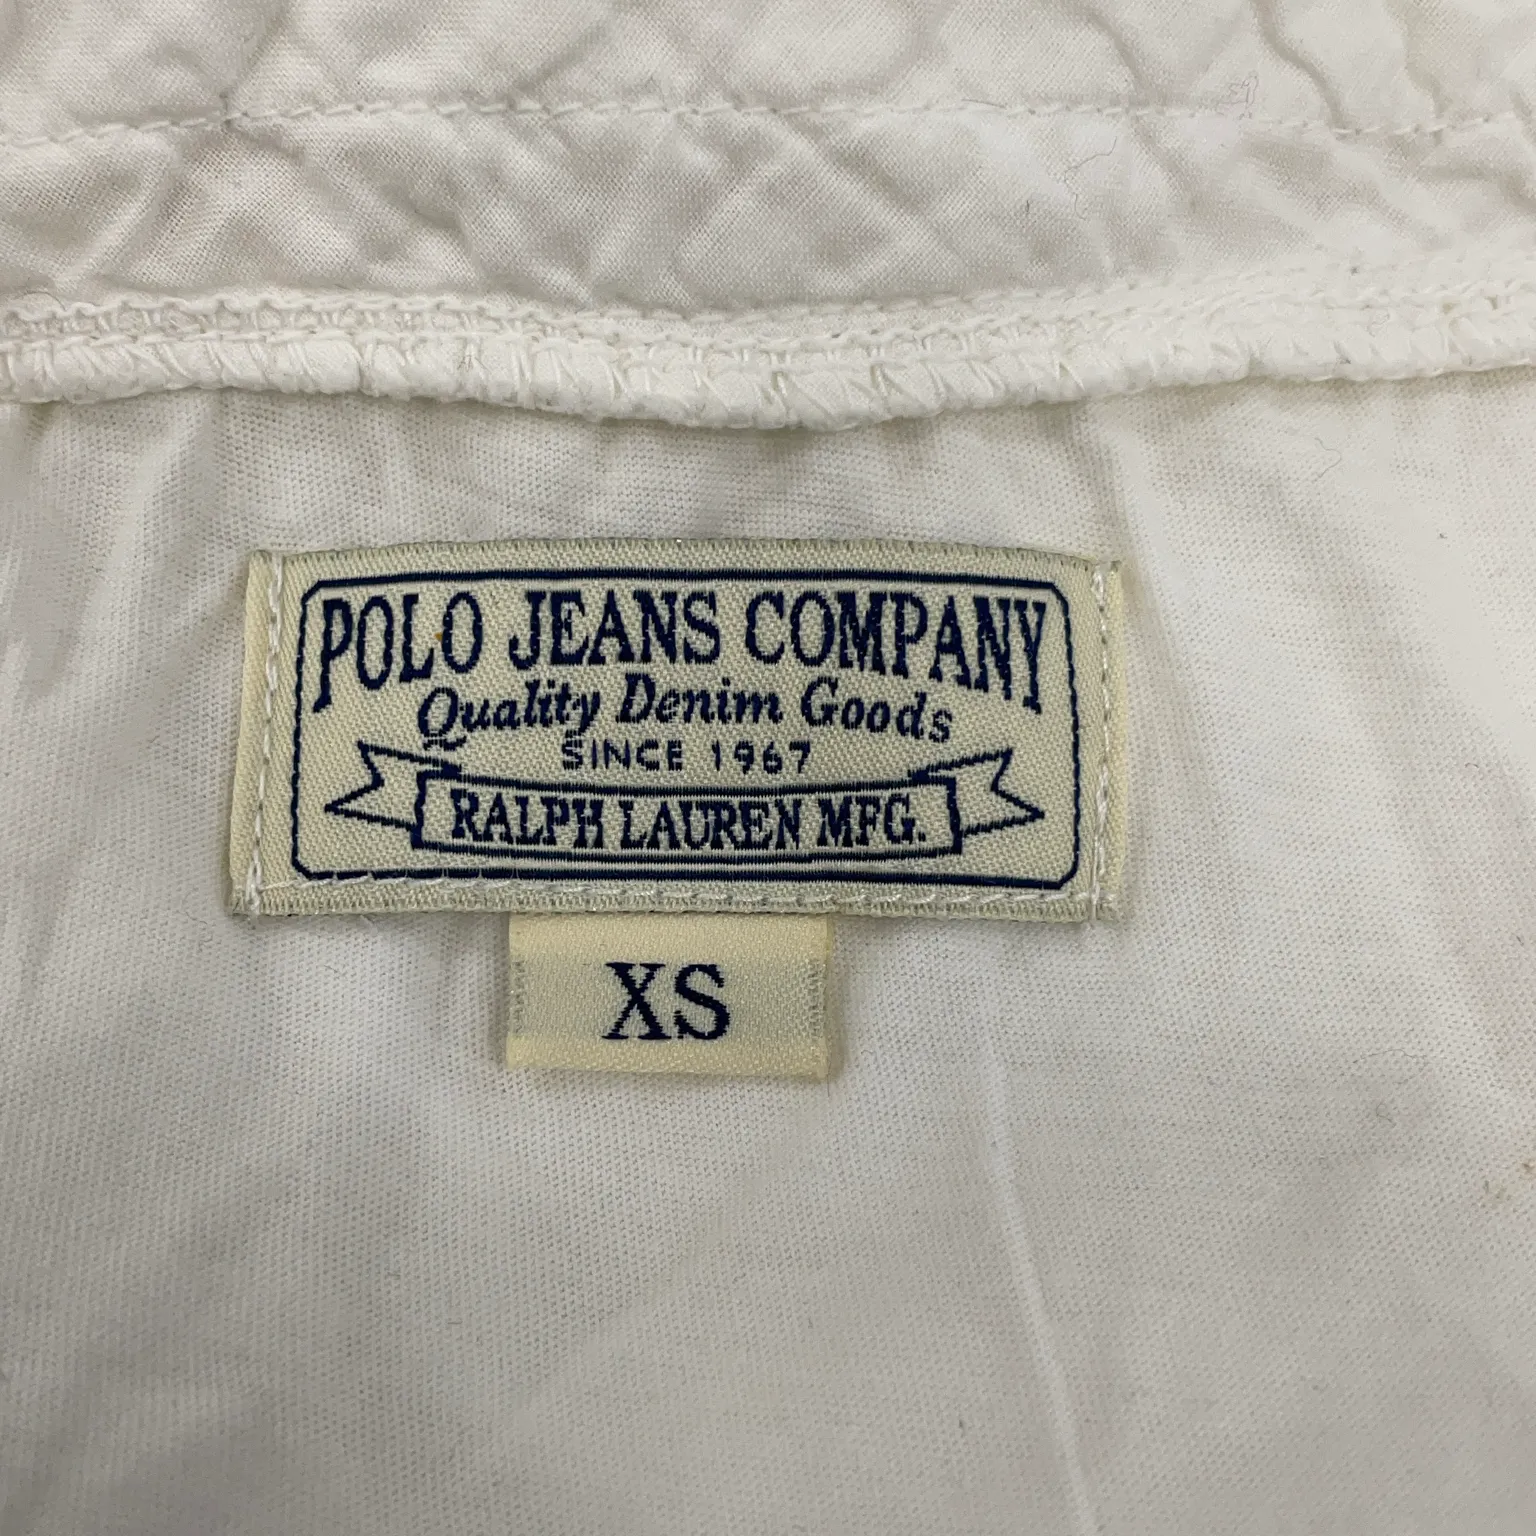 POLO JEANS COMPANY
Quality Denim Goods
SINCE 1967
RALPH LAUREN MFG.
XS